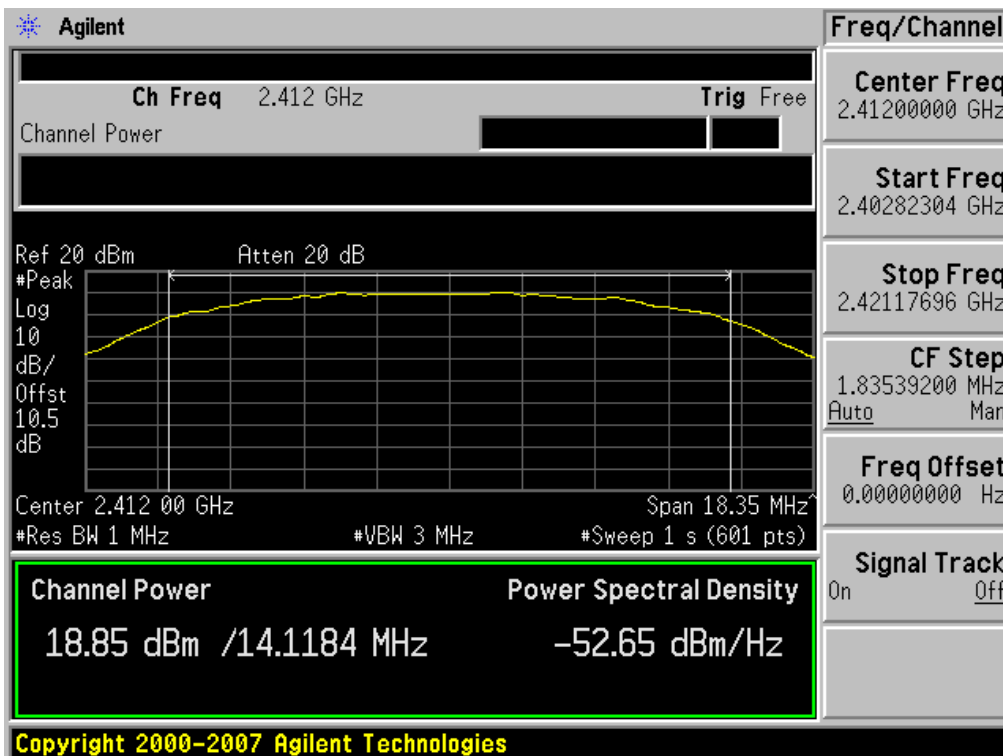 Agilent
Ch Freq 2.412 GHz Trig Free
Channel Power
Ref 20 dBm Atten 20 dB
#Peak
Log
10
dB/
Offst
10.5
dB
Center 2.412 00 GHz Span 18.35 MHz^
#Res BW 1 MHz #VBW 3 MHz #Sweep 1 s (601 pts)
Channel Power Power Spectral Density
18.85 dBm /14.1184 MHz -52.65 dBm/Hz
Copyright 2000-2007 Agilent Technologies
Freq/Channel
Center Freq
2.41200000 GHz
Start Freq
2.40282304 GHz
Stop Freq
2.42117696 GHz
CF Step
1.83539200 MHz
Auto Man
Freq Offset
0.00000000 Hz
Signal Track
On Off